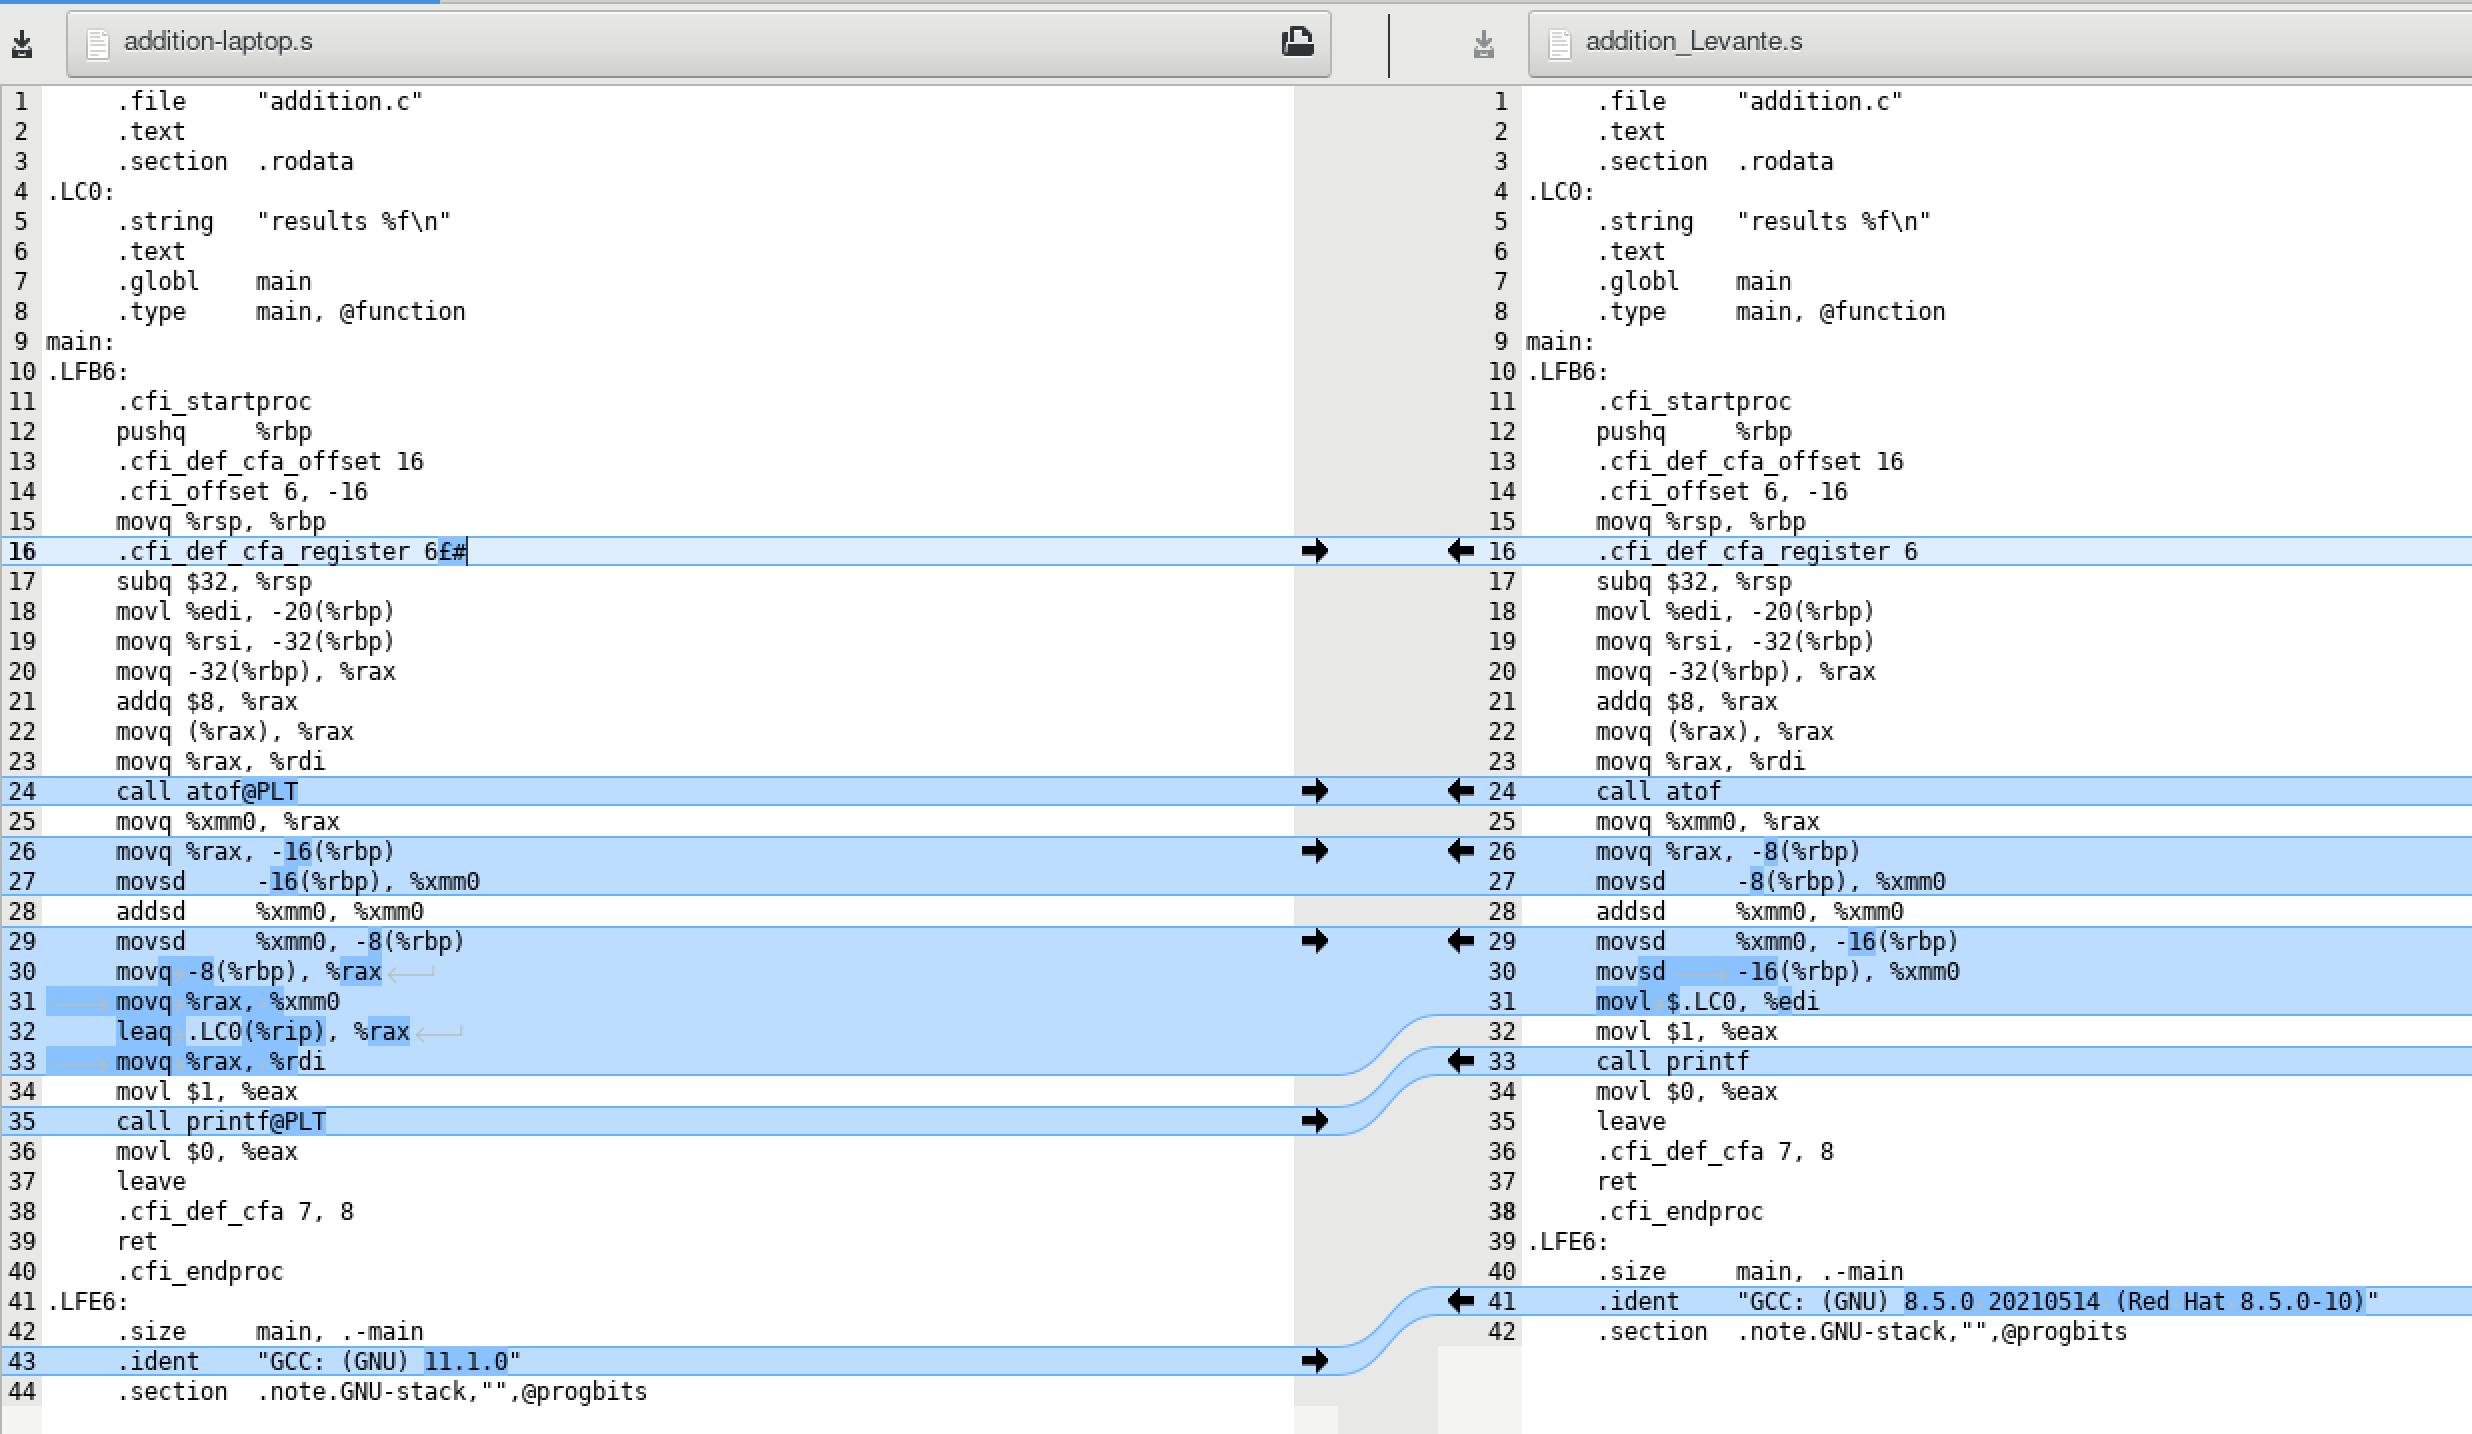 addition-laptop.s
1 .file "addition.c"
2 .text
3 .section .rodata
4 .LC0:
5 .string "results %f\n"
6 .text
7 .globl main
8 .type main, @function
9 main:
10 .LFB6:
11 .cfi_startproc
12 pushq %rbp
13 .cfi_def_cfa_offset 16
14 .cfi_offset 6, -16
15 movq %rsp, %rbp
16 .cfi_def_cfa_register 6£#
17 subq $32, %rsp
18 movl %edi, -20(%rbp)
19 movq %rsi, -32(%rbp)
20 movq -32(%rbp), %rax
21 addq $8, %rax
22 movq (%rax), %rax
23 movq %rax, %rdi
24 call atof@PLT
25 movq %xmm0, %rax
26 movq %rax, -16(%rbp)
27 movsd -16(%rbp), %xmm0
28 addsd %xmm0, %xmm0
29 movsd %xmm0, -8(%rbp)
30 movq -8(%rbp), %rax
31 movq %rax, %xmm0
32 leaq .LC0(%rip), %rax
33 movq %rax, %rdi
34 movl $1, %eax
35 call printf@PLT
36 movl $0, %eax
37 leave
38 .cfi_def_cfa 7, 8
39 ret
40 .cfi_endproc
41 .LFE6:
42 .size main, .-main
43 .ident "GCC: (GNU) 11.1.0"
44 .section .note.GNU-stack,"",@progbits
addition_Levante.s
1 .file "addition.c"
2 .text
3 .section .rodata
4 .LC0:
5 .string "results %f\n"
6 .text
7 .globl main
8 .type main, @function
9 main:
10 .LFB6:
11 .cfi_startproc
12 pushq %rbp
13 .cfi_def_cfa_offset 16
14 .cfi_offset 6, -16
15 movq %rsp, %rbp
16 .cfi_def_cfa_register 6
17 subq $32, %rsp
18 movl %edi, -20(%rbp)
19 movq %rsi, -32(%rbp)
20 movq -32(%rbp), %rax
21 addq $8, %rax
22 movq (%rax), %rax
23 movq %rax, %rdi
24 call atof
25 movq %xmm0, %rax
26 movq %rax, -8(%rbp)
27 movsd -8(%rbp), %xmm0
28 addsd %xmm0, %xmm0
29 movsd %xmm0, -16(%rbp)
30 movsd -16(%rbp), %xmm0
31 movl $.LC0, %edi
32 movl $1, %eax
33 call printf
34 movl $0, %eax
35 leave
36 .cfi_def_cfa 7, 8
37 ret
38 .cfi_endproc
39 .LFE6:
40 .size main, .-main
41 .ident "GCC: (GNU) 8.5.0 20210514 (Red Hat 8.5.0-10)"
42 .section .note.GNU-stack,"",@progbits